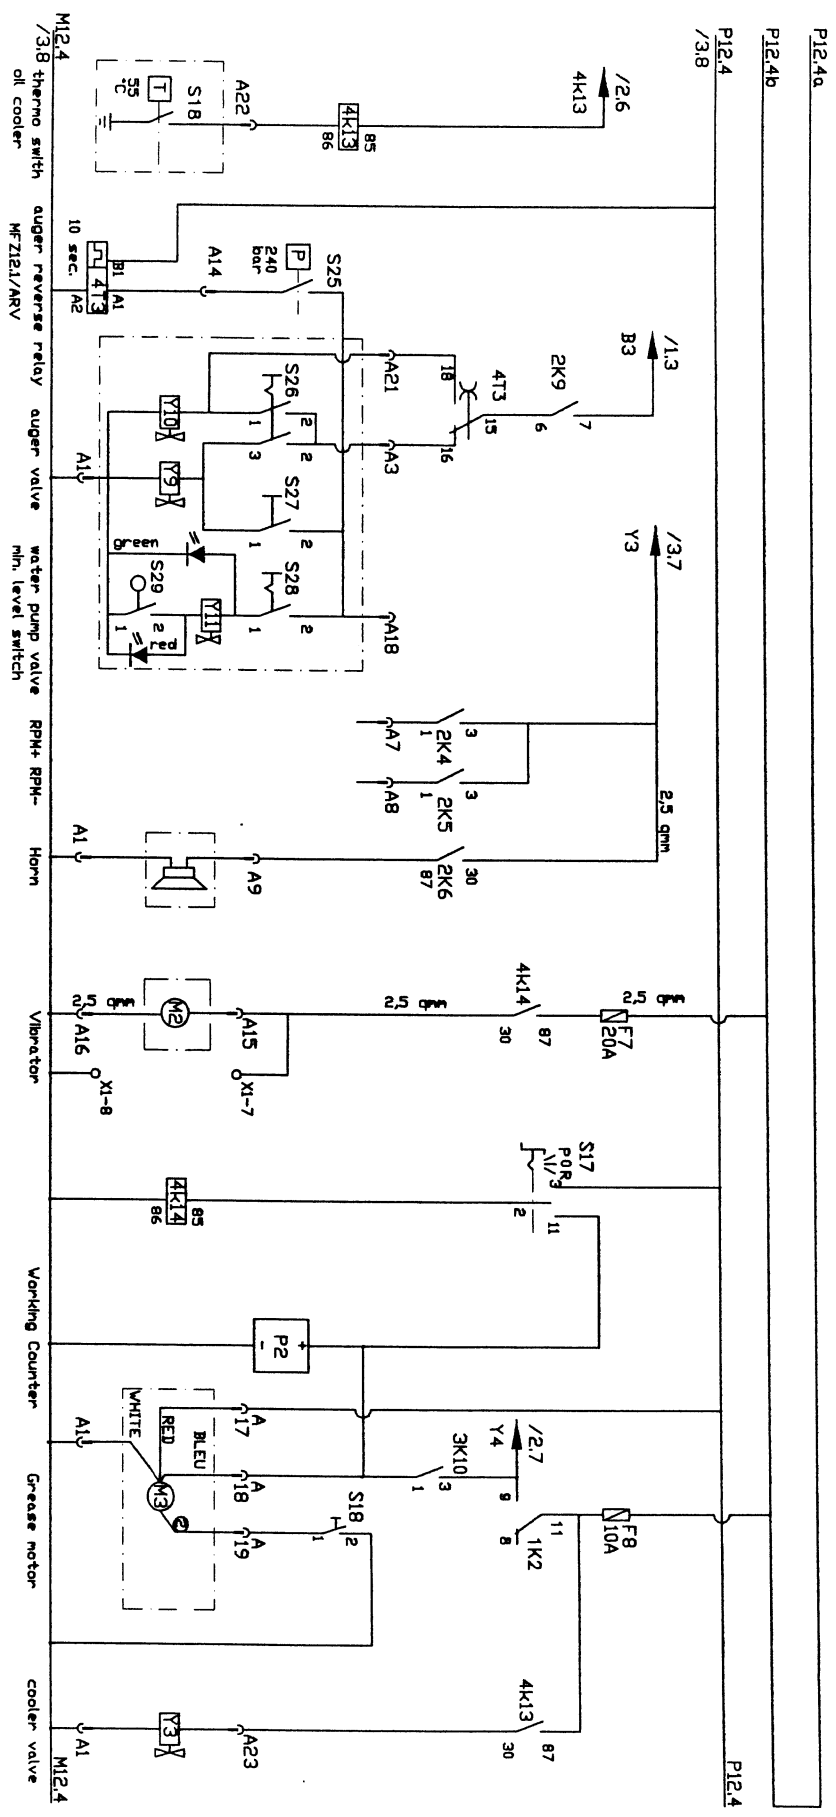 P12.4a
P12.4b
P12.4
/3.8
P12.4
/2.6
4k13
85
4k13
86
A22
S18
T
55
°C
M12.4
/3.8
thermo swith
oil cooler
S25
P
240
bar
A14
B1
A1
4T3
A2
10 sec.
auger reverse relay
MFZ12.1/ARV
/1.3
B3
2K9
7
6
4T3
15
18
16
A21
A3
S26
2
1
2
3
Y10
Y9
A1
auger valve
S27
2
1
green
S28
2
1
Y11
S29
2
1
red
A18
water pump valve
min. level switch
/3.7
Y3
2,5 qmm
3
2K4
1
A7
3
2K5
1
A8
RPM+ RPM-
30
2K6
87
A9
A1
Horn
F7
20A
2,5 qmm
87
4k14
30
2,5 qmm
A15
X1-7
M2
2,5 qmm
A16
X1-8
Vibrator
S17
P0R
3
11
2
85
4k14
86
+
P2
-
Working Counter
F8
10A
11
1K2
9
8
/2.7
Y4
3K10
3
1
A
17
A
18
A
19
S18
2
1
BLEU
RED
WHITE
M3
2
A1
Grease motor
87
4k13
30
A23
Y3
A1
cooler valve
M12.4